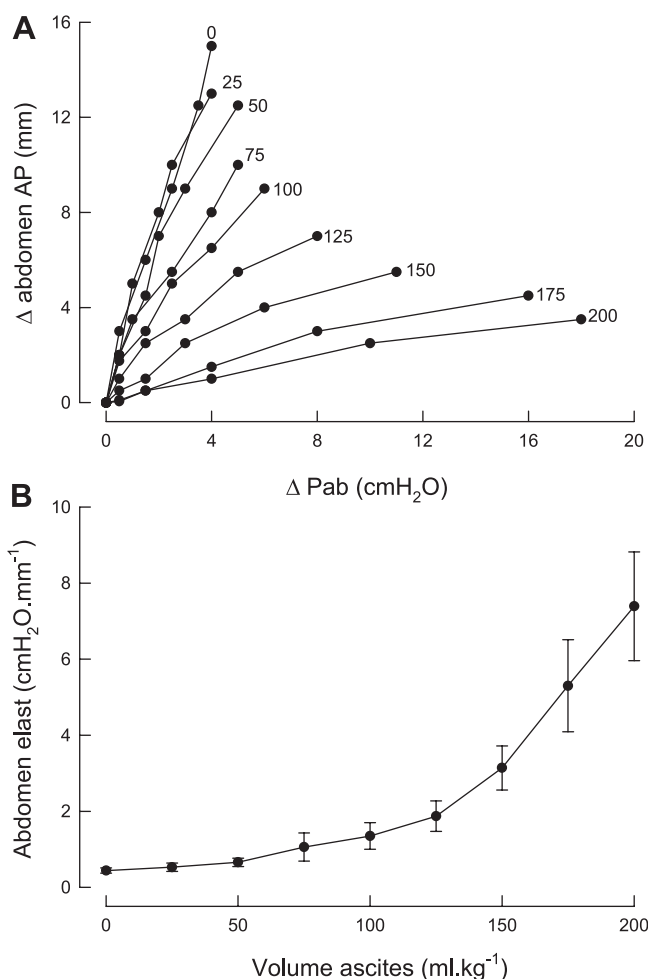 A
16
12
8
4
0
Δ abdomen AP (mm)
0
25
50
75
100
125
150
175
200
0 4 8 12 16 20
Δ Pab (cmH₂O)
B
10
8
6
4
2
0
Abdomen elast (cmH₂O.mm⁻¹)
0 50 100 150 200
Volume ascites (ml.kg⁻¹)